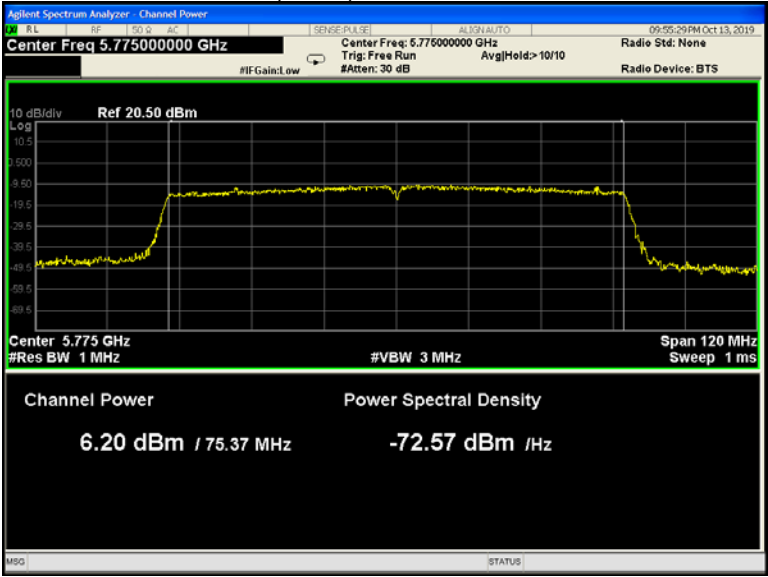 Agilent Spectrum Analyzer - Channel Power
RL RF 50 Ω AC SENSE:PULSE ALIGNAUTO 09:55:29PM Oct 13, 2019
Center Freq 5.775000000 GHz Center Freq: 5.775000000 GHz Radio Std: None
Trig: Free Run Avg|Hold:>10/10
#IFGain:Low #Atten: 30 dB Radio Device: BTS
10 dB/div Ref 20.50 dBm
Log
10.5
0.500
-9.50
-19.5
-29.5
-39.5
-49.5
-59.5
-69.5
Center 5.775 GHz Span 120 MHz
#Res BW 1 MHz #VBW 3 MHz Sweep 1 ms
Channel Power Power Spectral Density
6.20 dBm / 75.37 MHz -72.57 dBm /Hz
MSG STATUS